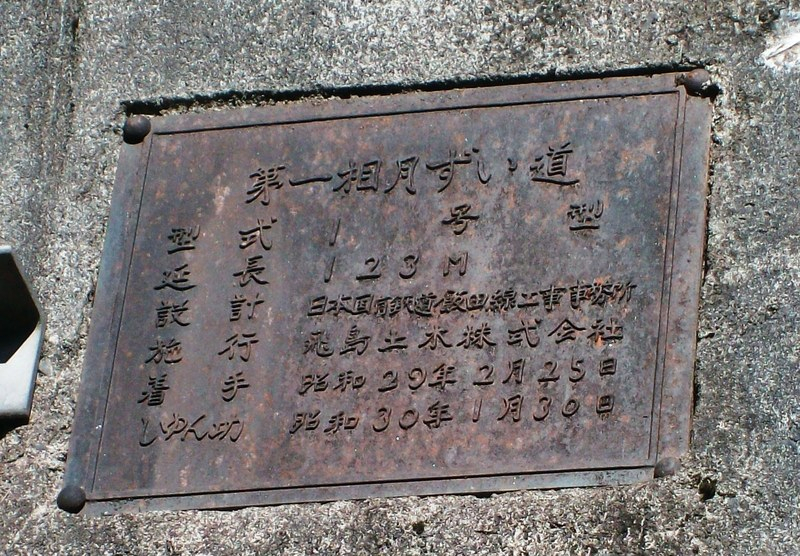 第一相月ずい道
型式 1号型
延長 123M
設計 日本国有鉄道飯田線工事事務所
施行 飛島土木株式会社
着手 昭和29年2月25日
しゆん功 昭和30年1月30日